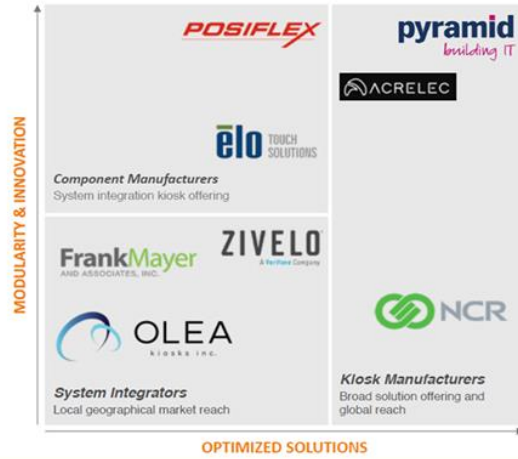 POSIFLEX
pyramid
building IT
ACRELEC
ēlo TOUCH
SOLUTIONS
Component Manufacturers
System integration kiosk offering
MODULARITY & INNOVATION
FrankMayer
AND ASSOCIATES, INC.
ZIVELO
A Verifone Company
OLEA
kiosks inc.
NCR
System Integrators
Local geographical market reach
Kiosk Manufacturers
Broad solution offering and
global reach
OPTIMIZED SOLUTIONS